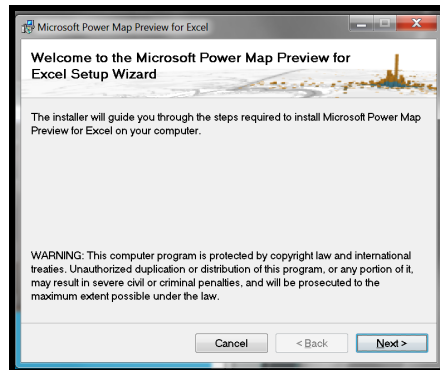 Microsoft Power Map Preview for Excel
Welcome to the Microsoft Power Map Preview for
Excel Setup Wizard
The installer will guide you through the steps required to install Microsoft Power Map
Preview for Excel on your computer.
WARNING: This computer program is protected by copyright law and international
treaties. Unauthorized duplication or distribution of this program, or any portion of it,
may result in severe civil or criminal penalties, and will be prosecuted to the
maximum extent possible under the law.
Cancel < Back Next >